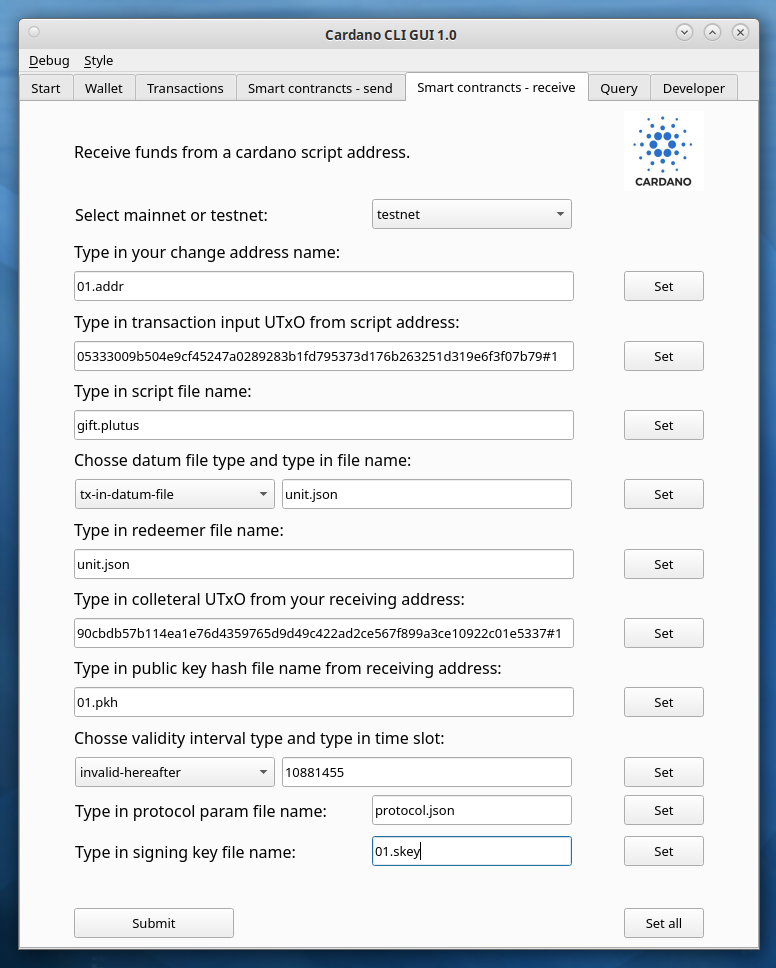 Cardano CLI GUI 1.0
Debug Style
Start Wallet Transactions Smart contrancts - send Smart contrancts - receive Query Developer
Receive funds from a cardano script address.
CARDANO
Select mainnet or testnet: testnet
Type in your change address name:
01.addr Set
Type in transaction input UTxO from script address:
05333009b504e9cf45247a0289283b1fd795373d176b263251d319e6f3f07b79#1 Set
Type in script file name:
gift.plutus Set
Chosse datum file type and type in file name:
tx-in-datum-file unit.json Set
Type in redeemer file name:
unit.json Set
Type in colleteral UTxO from your receiving address:
90cbdb57b114ea1e76d4359765d9d49c422ad2ce567f899a3ce10922c01e5337#1 Set
Type in public key hash file name from receiving address:
01.pkh Set
Chosse validity interval type and type in time slot:
invalid-hereafter 10881455 Set
Type in protocol param file name: protocol.json Set
Type in signing key file name: 01.skey Set
Submit Set all